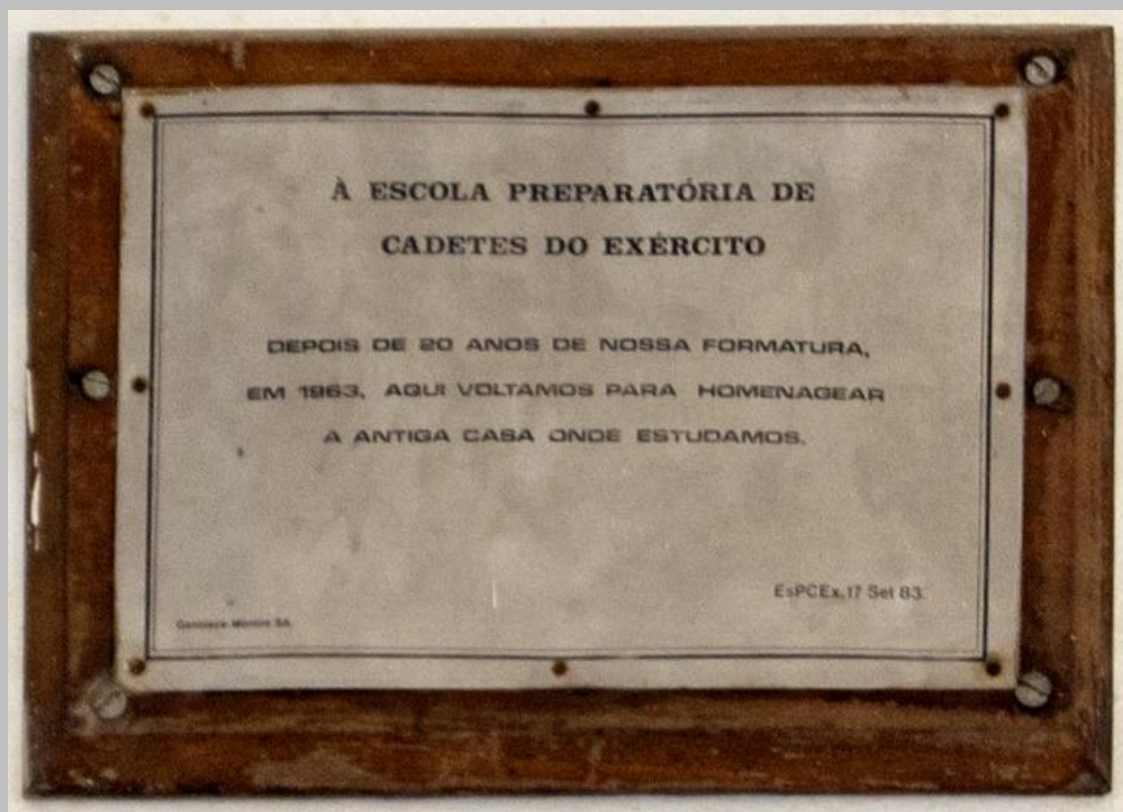 À ESCOLA PREPARATÓRIA DE
CADETES DO EXÉRCITO
DEPOIS DE 20 ANOS DE NOSSA FORMATURA,
EM 1963, AQUI VOLTAMOS PARA HOMENAGEAR
A ANTIGA CASA ONDE ESTUDAMOS.
EsPCEx, 17 Set 83.